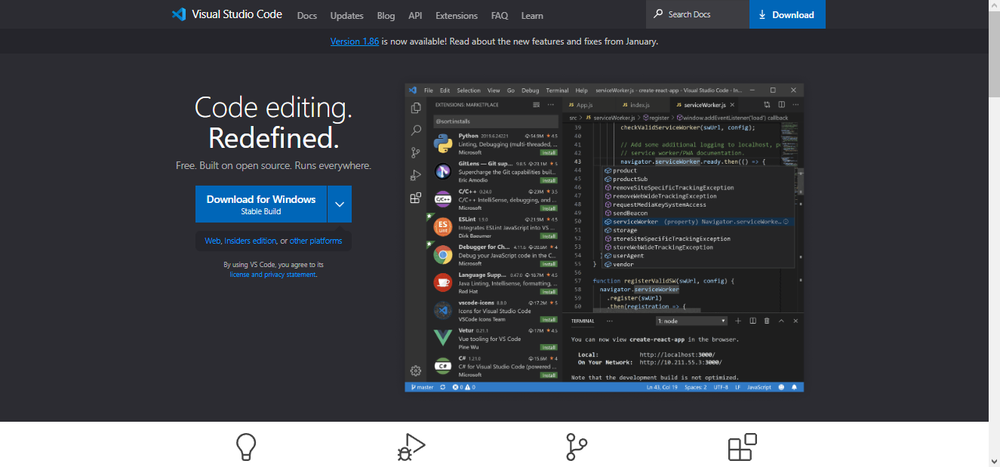 Visual Studio Code Docs Updates Blog API Extensions FAQ Learn Search Docs Download
Version 1.86 is now available! Read about the new features and fixes from January.
Code editing.
Redefined.
Free. Built on open source. Runs everywhere.
Download for Windows
Stable Build
Web, Insiders edition, or other platforms
By using VS Code, you agree to its
license and privacy statement.
File Edit Selection View Go Debug Terminal Help serviceWorker.js - create-react-app - Visual Studio Code - In...
EXTENSIONS: MARKETPLACE
@sort:installs
Python 2019.6.24221 54.9M 4.5
Linting, Debugging (multi-threaded, ...
Microsoft Install
GitLens — Git sup... 9.8.5 23.1M 5
Supercharge the Git capabilities buil...
Eric Amodio Install
C/C++ 0.24.0 23M 3.5
C/C++ IntelliSense, debugging, and ...
Microsoft Install
ESLint 1.9.0 21.9M 4.5
Integrates ESLint JavaScript into VS ...
Dirk Baeumer Install
Debugger for Ch... 4.11.6 20.6M 4
Debug your JavaScript code in the C...
Microsoft Install
Language Supp... 0.47.0 18.7M 4.5
Java Linting, Intellisense, formatting, ...
Red Hat Install
vscode-icons 8.8.0 17.2M 5
Icons for Visual Studio Code
VSCode Icons Team Install
Vetur 0.21.1 17M 4.5
Vue tooling for VS Code
Pine Wu Install
C# 1.21.0 15.6M 4
C# for Visual Studio Code (powered ...
Microsoft Install
JS App.js JS index.js JS serviceWorker.js
src > JS serviceWorker.js > register > window.addEventListener('load') callback
39 checkValidServiceWorker(swUrl, config);
40
41 // Add some additional logging to localhost, p
42 // service worker/PWA documentation.
43 navigator.serviceWorker.ready.then(() => {
44 product
45 productSub
46 removeSiteSpecificTrackingException
47 removeWebWideTrackingException
48 requestMediaKeySystemAccess
49 sendBeacon
50 serviceWorker (property) Navigator.serviceWorke...
51 storage
52 storeSiteSpecificTrackingException
53 storeWebWideTrackingException
54 } userAgent
55 } vendor
56
57 function registerValidSW(swUrl, config) {
58 navigator.serviceWorker
59 .register(swUrl)
60 .then(registration => {
TERMINAL ... 1: node
You can now view create-react-app in the browser.
Local: http://localhost:3000/
On Your Network: http://10.211.55.3:3000/
Note that the development build is not optimized.
master 0 0 Ln 43, Col 19 Spaces: 2 UTF-8 LF JavaScript